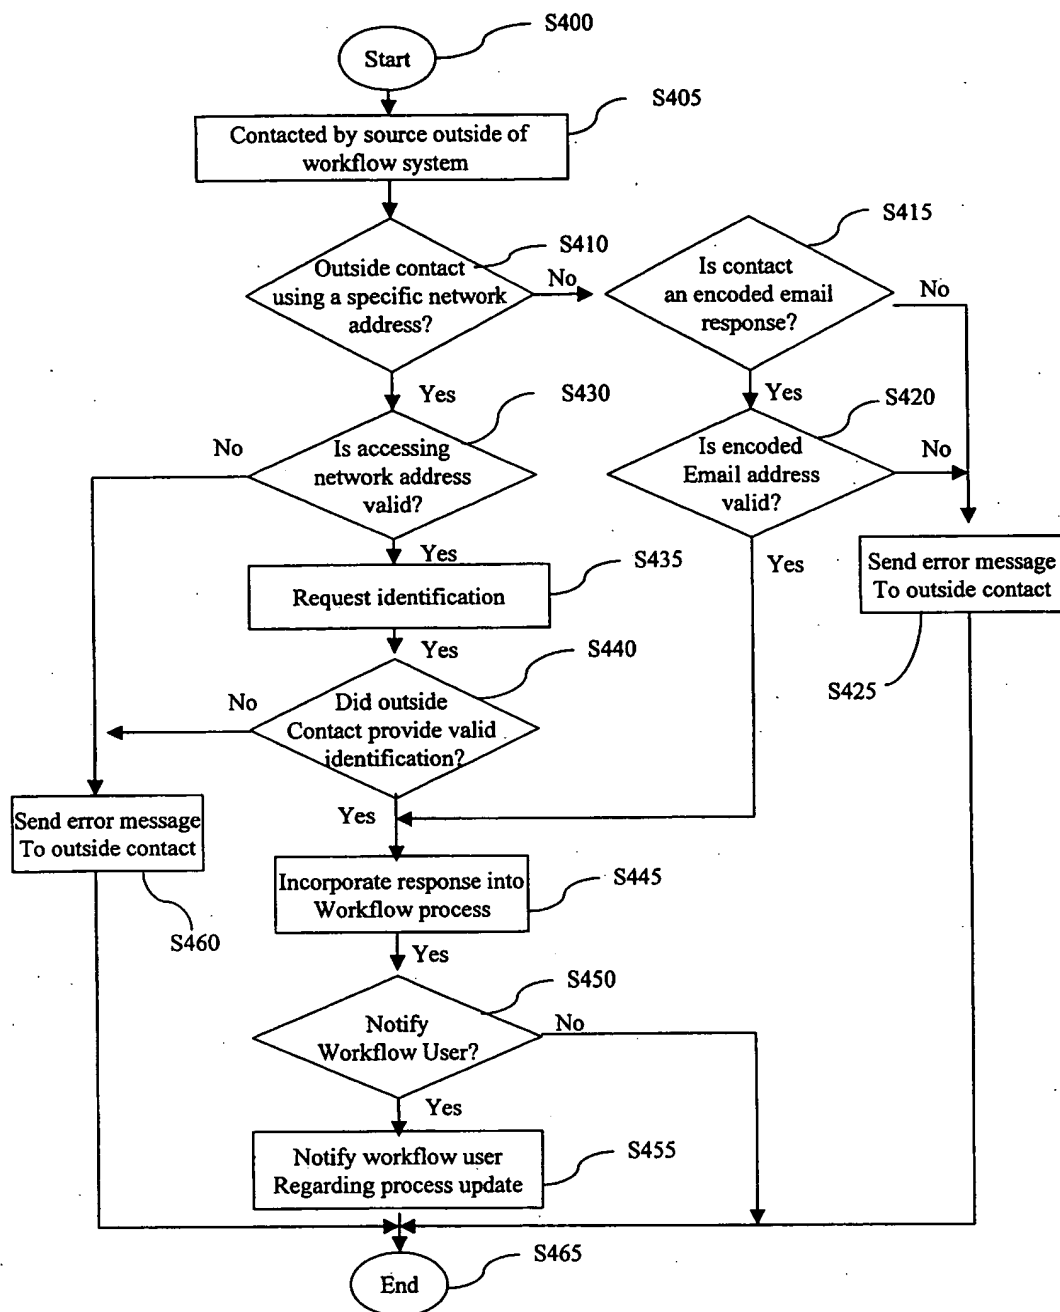 S400
Start
S405
Contacted by source outside of
workflow system
S410
Outside contact
using a specific network
address?
No
S415
Is contact
an encoded email
response?
No
Yes
S430
No
Is accessing
network address
valid?
Yes
S420
Is encoded
Email address
valid?
No
Yes
S435
Request identification
Yes
Send error message
To outside contact
S425
Yes
S440
No
Did outside
Contact provide valid
identification?
Send error message
To outside contact
S460
Yes
Incorporate response into
Workflow process
S445
Yes
S450
Notify
Workflow User?
No
Yes
Notify workflow user
Regarding process update
S455
S465
End